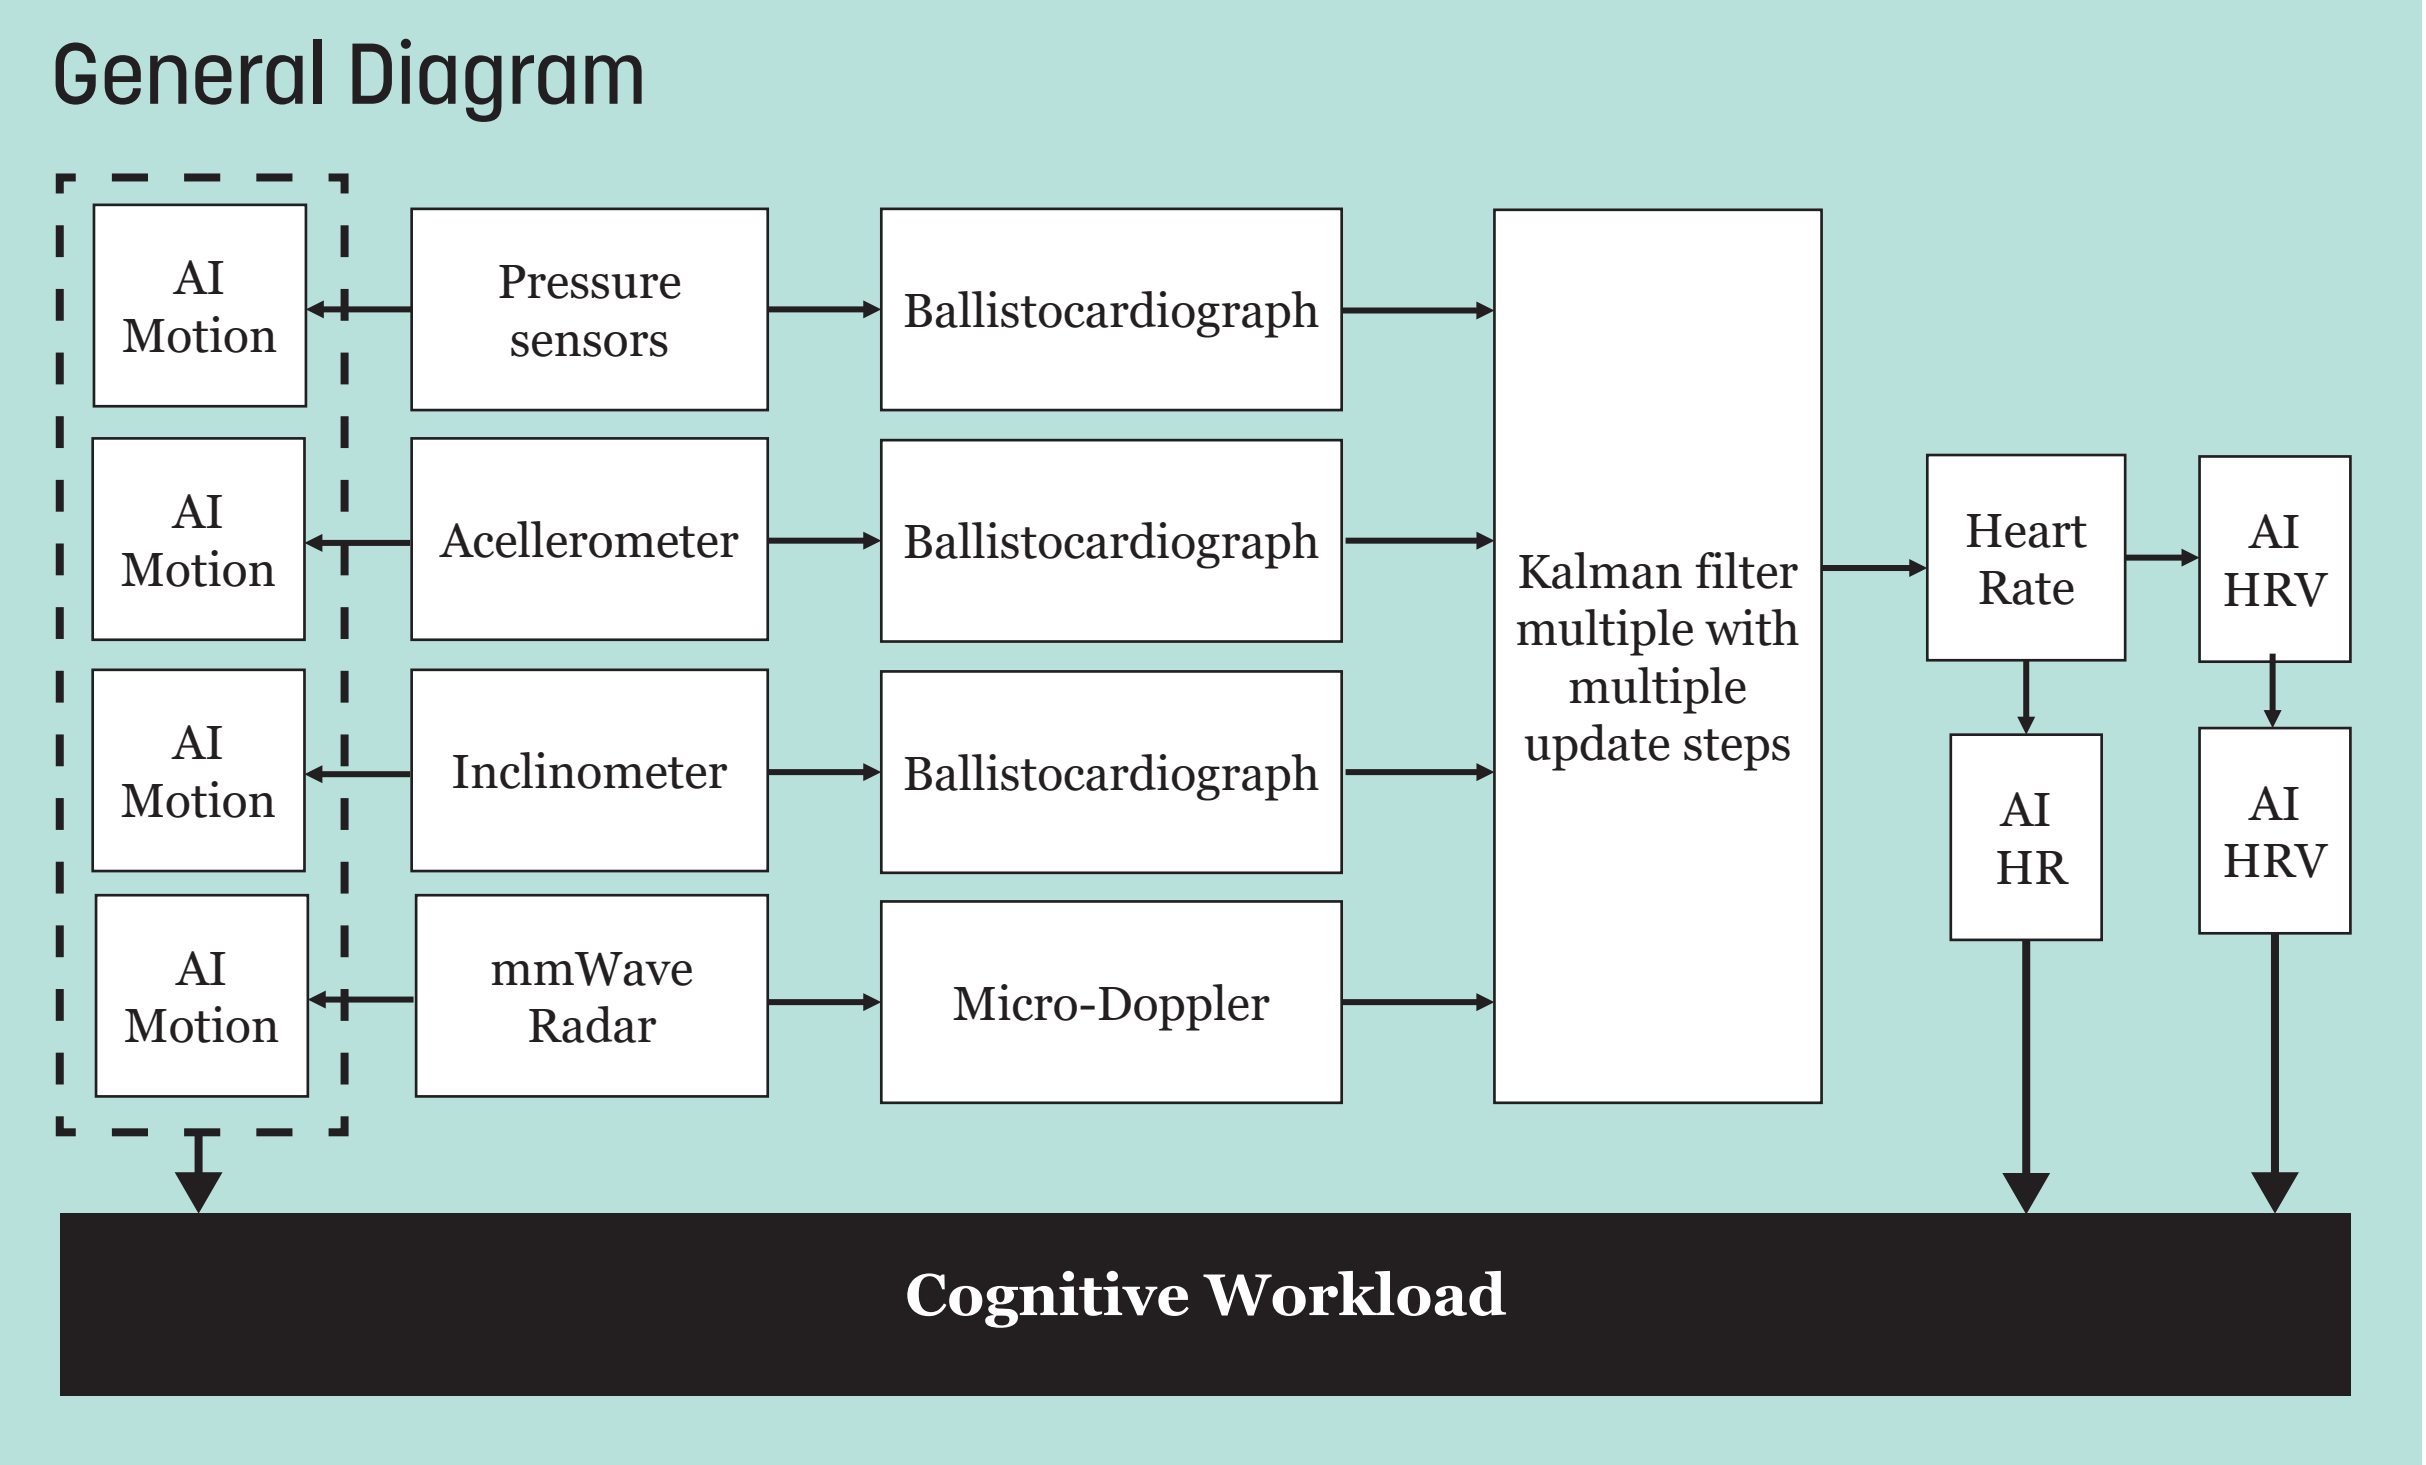 General Diagram
AI
Motion
Pressure
sensors
Ballistocardiograph
AI
Motion
Acellerometer
Ballistocardiograph
AI
Motion
Inclinometer
Ballistocardiograph
AI
Motion
mmWave
Radar
Micro-Doppler
Kalman filter
multiple with
multiple
update steps
Heart
Rate
AI
HRV
AI
HR
AI
HRV
Cognitive Workload